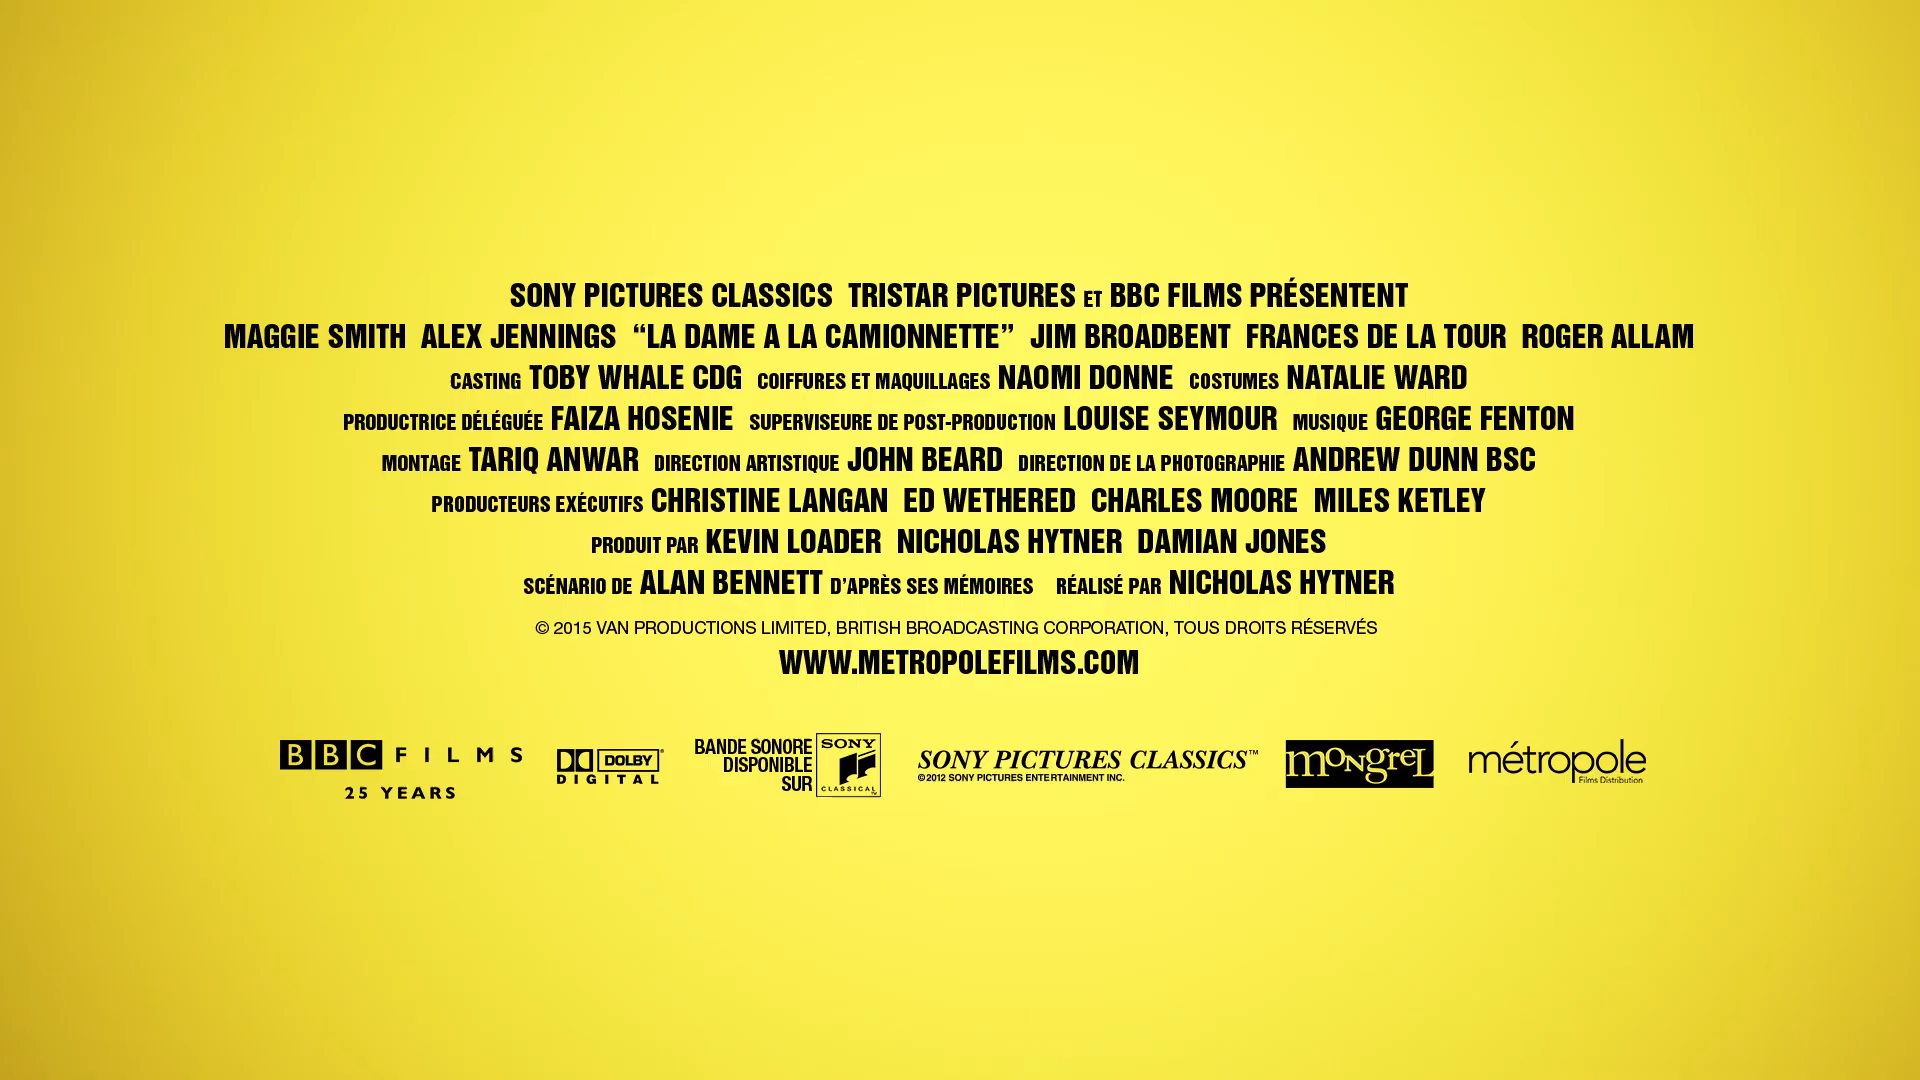 SONY PICTURES CLASSICS TRISTAR PICTURES ET BBC FILMS PRÉSENTENT
MAGGIE SMITH ALEX JENNINGS “LA DAME A LA CAMIONNETTE” JIM BROADBENT FRANCES DE LA TOUR ROGER ALLAM
CASTING TOBY WHALE CDG COIFFURES ET MAQUILLAGES NAOMI DONNE COSTUMES NATALIE WARD
PRODUCTRICE DÉLÉGUÉE FAIZA HOSENIE SUPERVISEURE DE POST-PRODUCTION LOUISE SEYMOUR MUSIQUE GEORGE FENTON
MONTAGE TARIQ ANWAR DIRECTION ARTISTIQUE JOHN BEARD DIRECTION DE LA PHOTOGRAPHIE ANDREW DUNN BSC
PRODUCTEURS EXÉCUTIFS CHRISTINE LANGAN ED WETHERED CHARLES MOORE MILES KETLEY
PRODUIT PAR KEVIN LOADER NICHOLAS HYTNER DAMIAN JONES
SCÉNARIO DE ALAN BENNETT D’APRÈS SES MÉMOIRES RÉALISÉ PAR NICHOLAS HYTNER
© 2015 VAN PRODUCTIONS LIMITED, BRITISH BROADCASTING CORPORATION, TOUS DROITS RÉSERVÉS
WWW.METROPOLEFILMS.COM
BBC FILMS
25 YEARS
DOLBY
DIGITAL
BANDE SONORE
DISPONIBLE
SUR
SONY
CLASSICAL™
SONY PICTURES CLASSICS™
©2012 SONY PICTURES ENTERTAINMENT INC.
mongrel
métropole
Films Distribution